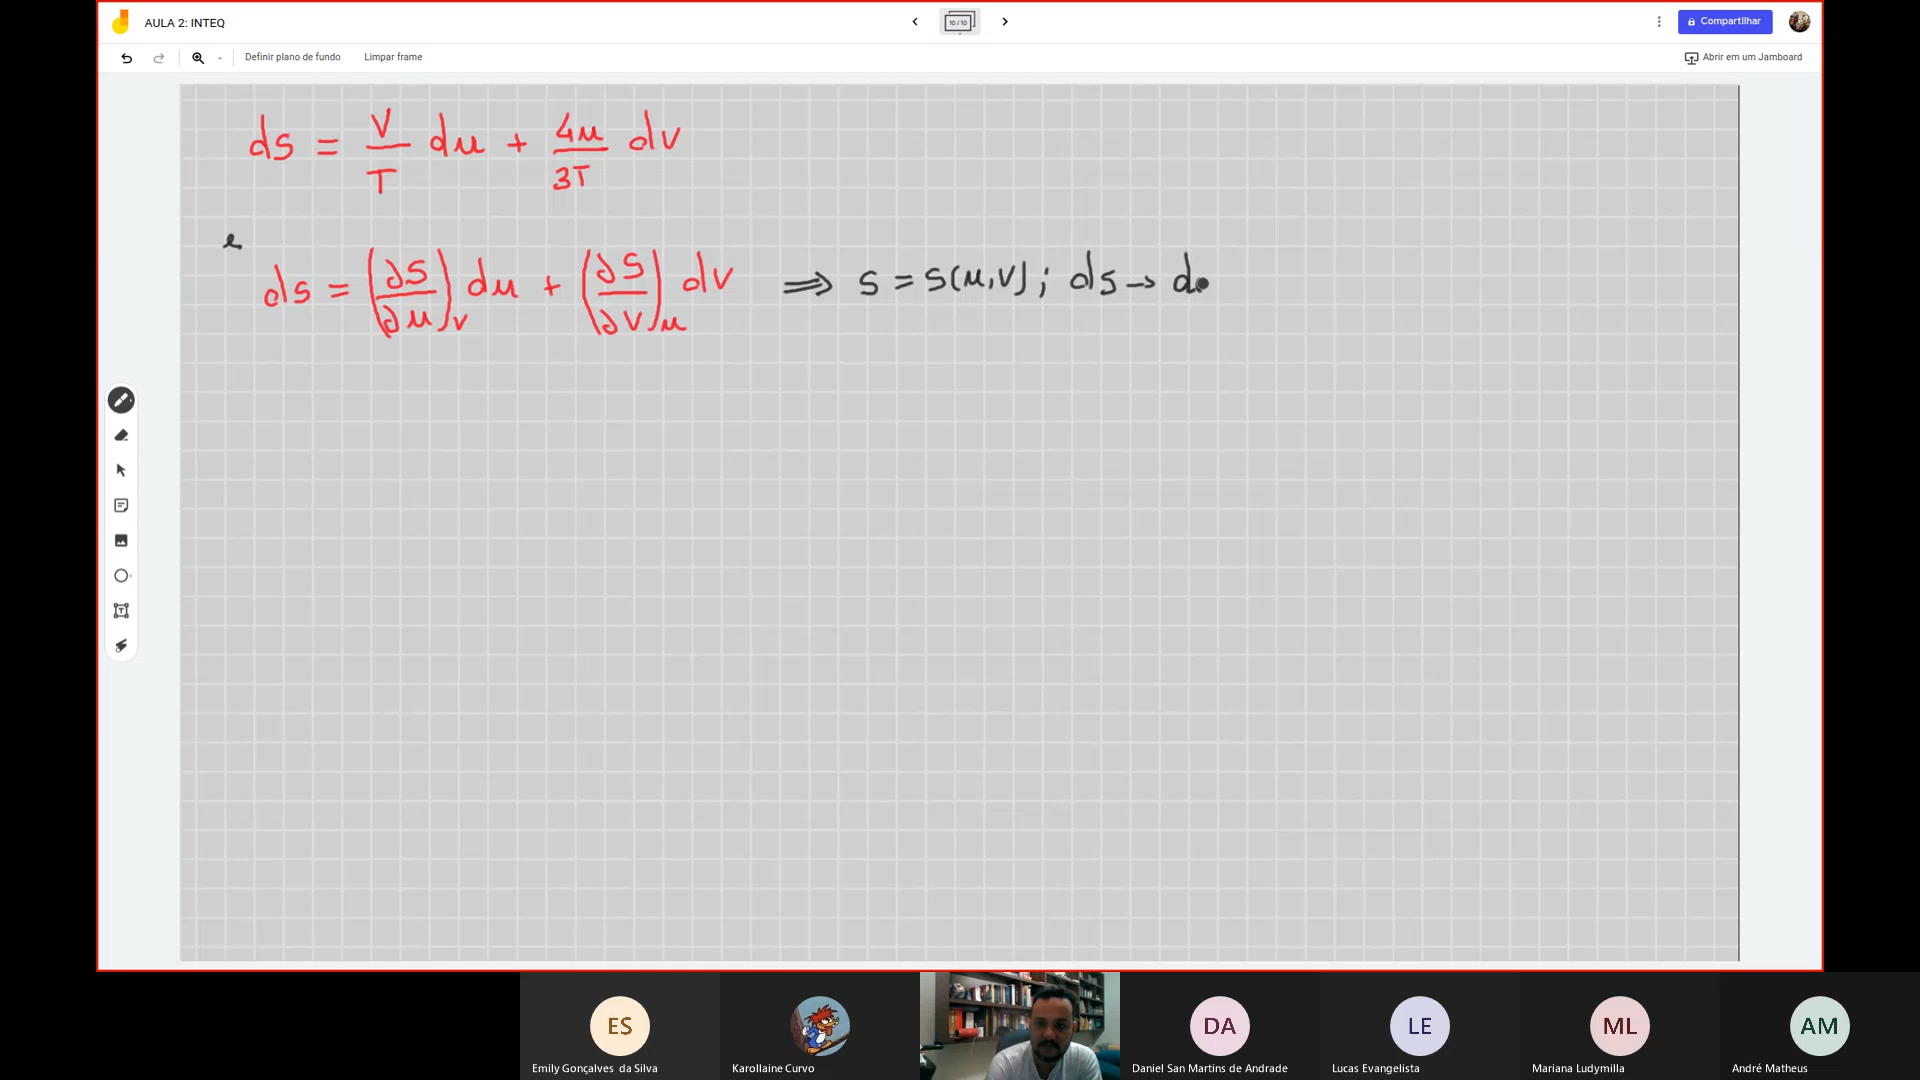 AULA 2: INTEQ
10 / 10
Compartilhar
Definir plano de fundo
Limpar frame
Abrir em um Jamboard
ds = V/T du + 4u/3T dv
e
ds = (∂S/∂u)v du + (∂S/∂V)u dv ⟹ s = s(u,v); ds → d
ES
DA
LE
ML
AM
Emily Gonçalves da Silva
Karollaine Curvo
Daniel San Martins de Andrade
Lucas Evangelista
Mariana Ludymilla
André Matheus